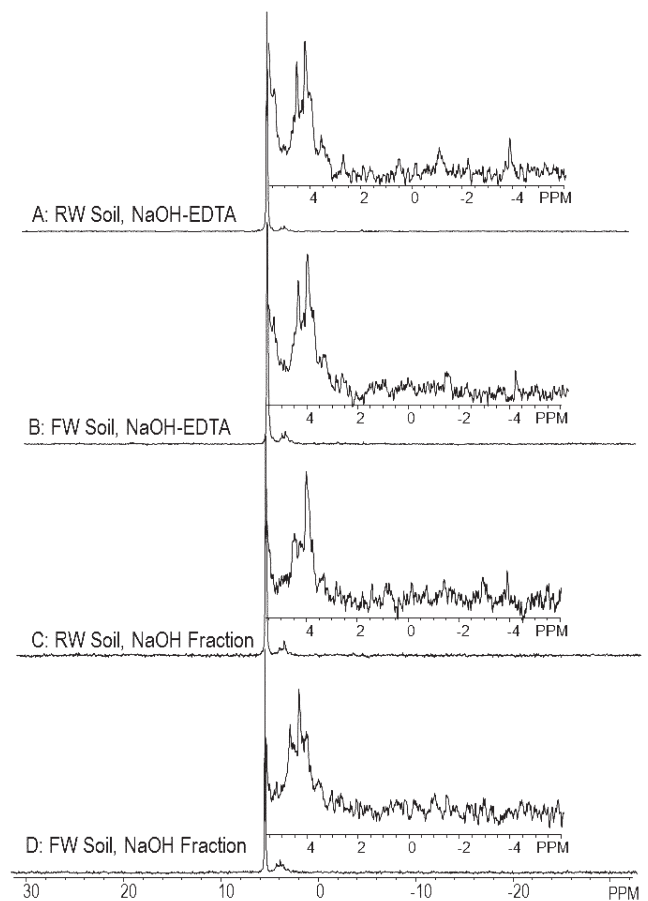 4 2 0 -2 -4 PPM
A: RW Soil, NaOH-EDTA
4 2 0 -2 -4 PPM
B: FW Soil, NaOH-EDTA
4 2 0 -2 -4 PPM
C: RW Soil, NaOH Fraction
4 2 0 -2 -4 PPM
D: FW Soil, NaOH Fraction
30 20 10 0 -10 -20 PPM